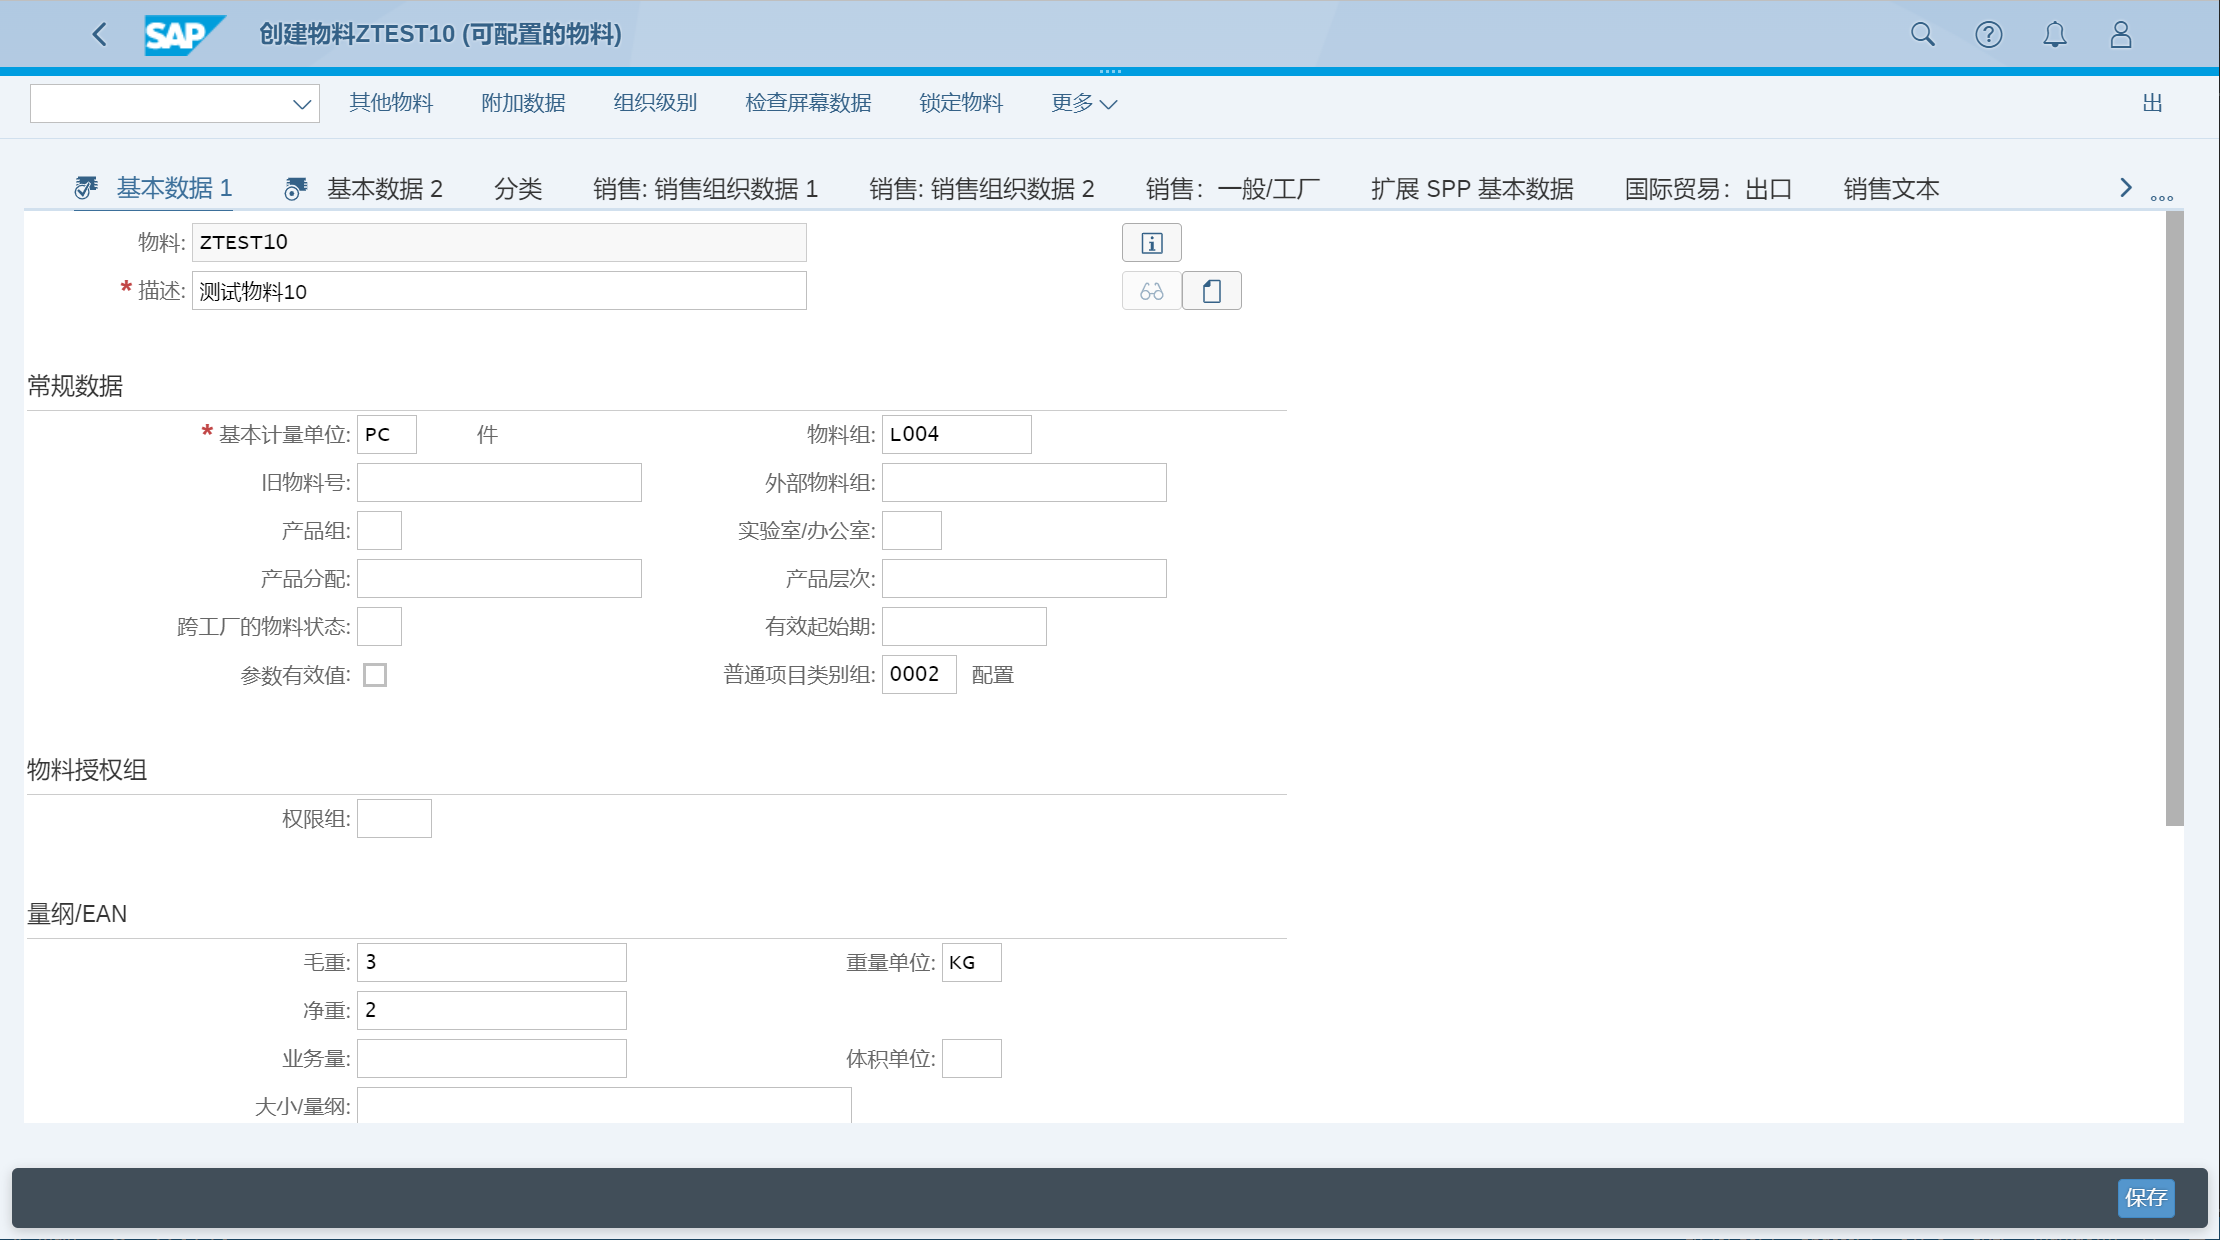 SAP 创建物料ZTEST10 (可配置的物料)
其他物料 附加数据 组织级别 检查屏幕数据 锁定物料 更多 出
基本数据 1 基本数据 2 分类 销售: 销售组织数据 1 销售: 销售组织数据 2 销售：一般/工厂 扩展 SPP 基本数据 国际贸易：出口 销售文本
物料: ZTEST10
* 描述: 测试物料10
常规数据
* 基本计量单位: PC 件 物料组: L004
旧物料号: 外部物料组:
产品组: 实验室/办公室:
产品分配: 产品层次:
跨工厂的物料状态: 有效起始期:
参数有效值: 普通项目类别组: 0002 配置
物料授权组
权限组:
量纲/EAN
毛重: 3 重量单位: KG
净重: 2
业务量: 体积单位:
大小/量纲:
保存